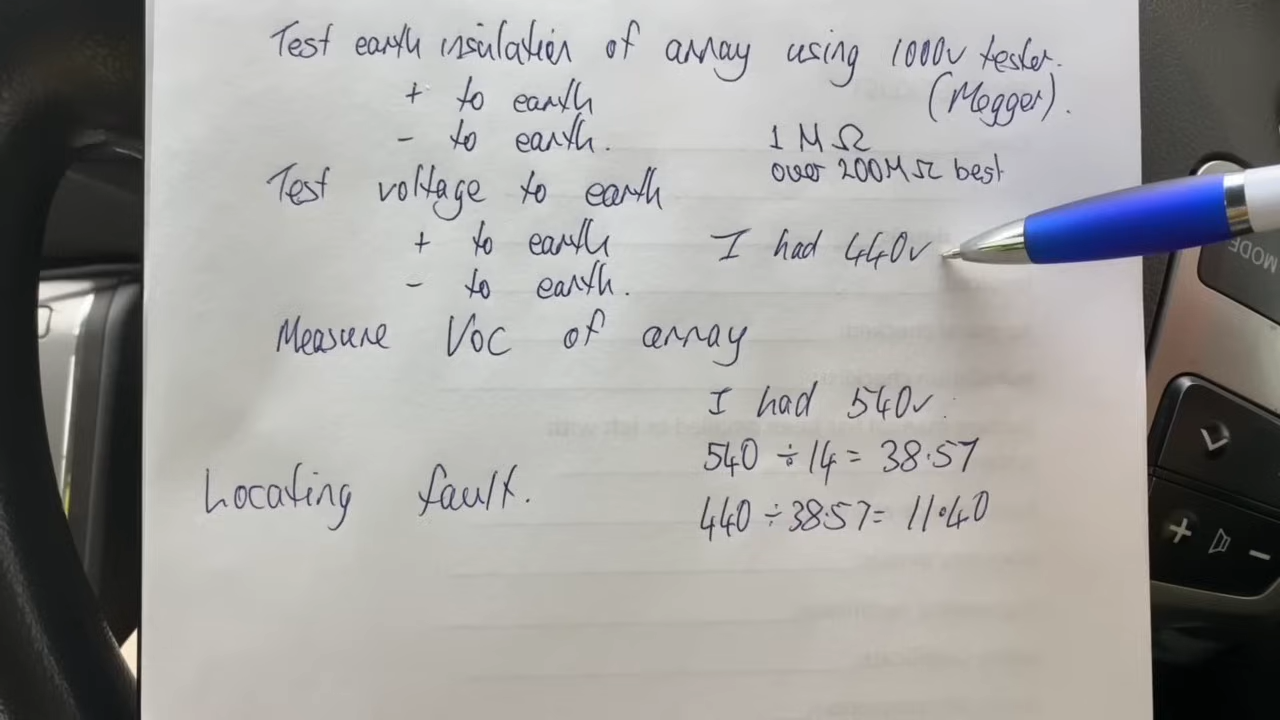 Test earth insulation of array using 1000v tester.
(Megger).
+ to earth
- to earth.
1 M Ω
over 200MΩ best
Test voltage to earth
+ to earth
I had 440v
- to earth.
Measure Voc of array
I had 540v.
540 ÷ 14 = 38.57
Locating fault.
440 ÷ 38.57 = 11.40
MODE
+
-